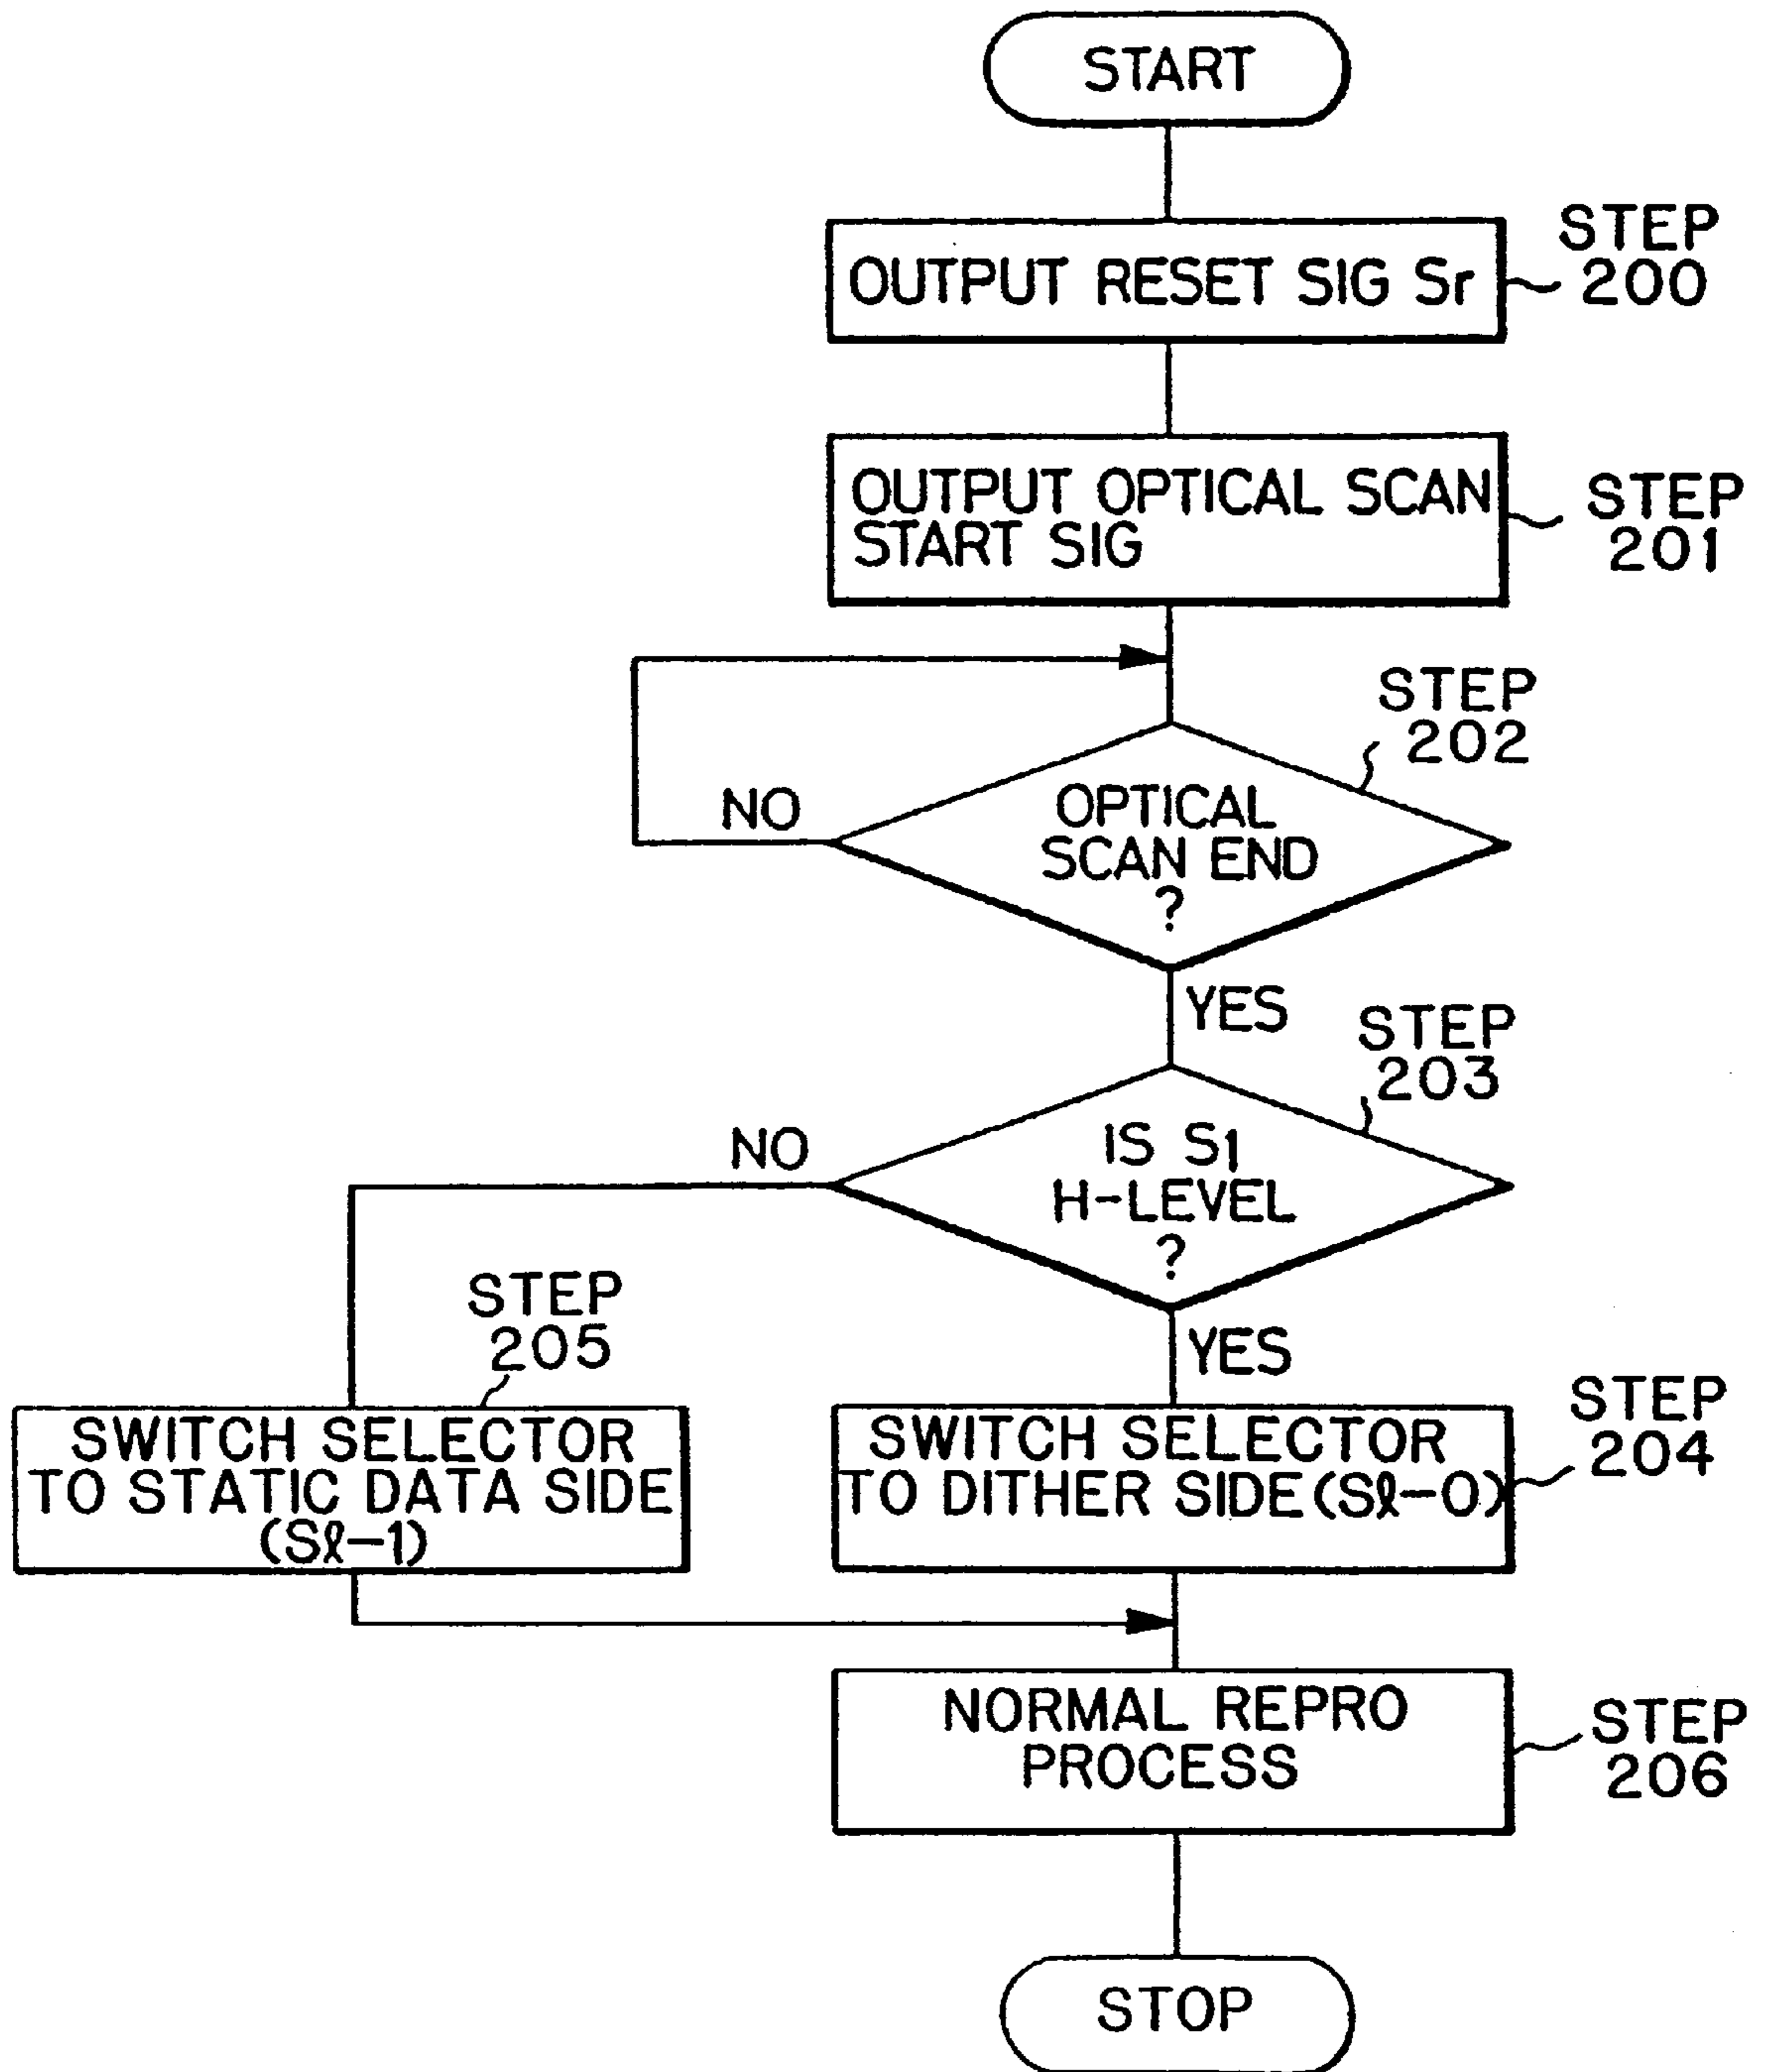 START
OUTPUT RESET SIG Sr
STEP
200
OUTPUT OPTICAL SCAN
START SIG
STEP
201
STEP
202
OPTICAL
SCAN END
?
NO
YES
STEP
203
IS S1
H-LEVEL
?
NO
YES
STEP
205
SWITCH SELECTOR
TO STATIC DATA SIDE
(Sℓ-1)
SWITCH SELECTOR
TO DITHER SIDE(Sℓ-0)
STEP
204
NORMAL REPRO
PROCESS
STEP
206
STOP